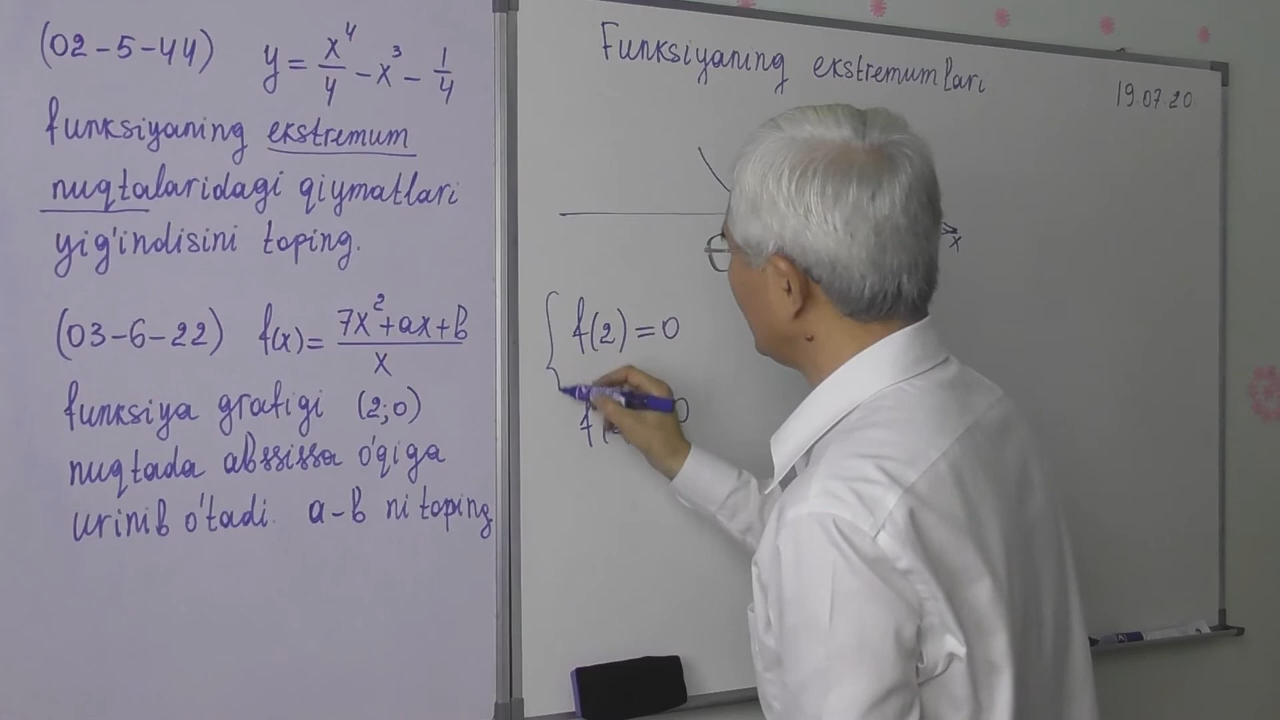 (02-5-44) y = x⁴/4 - x³ - 1/4
funksiyaning ekstremum
nuqtalaridagi qiymatlari
yig'indisini toping.
(03-6-22) f(x) = (7x²+ax+b)/x
funksiya grafigi (2;0)
nuqtada abssissa o'qiga
urinib o'tadi. a-b ni toping
Funksiyaning ekstremumlari
19.07.20
x
f(2)=0